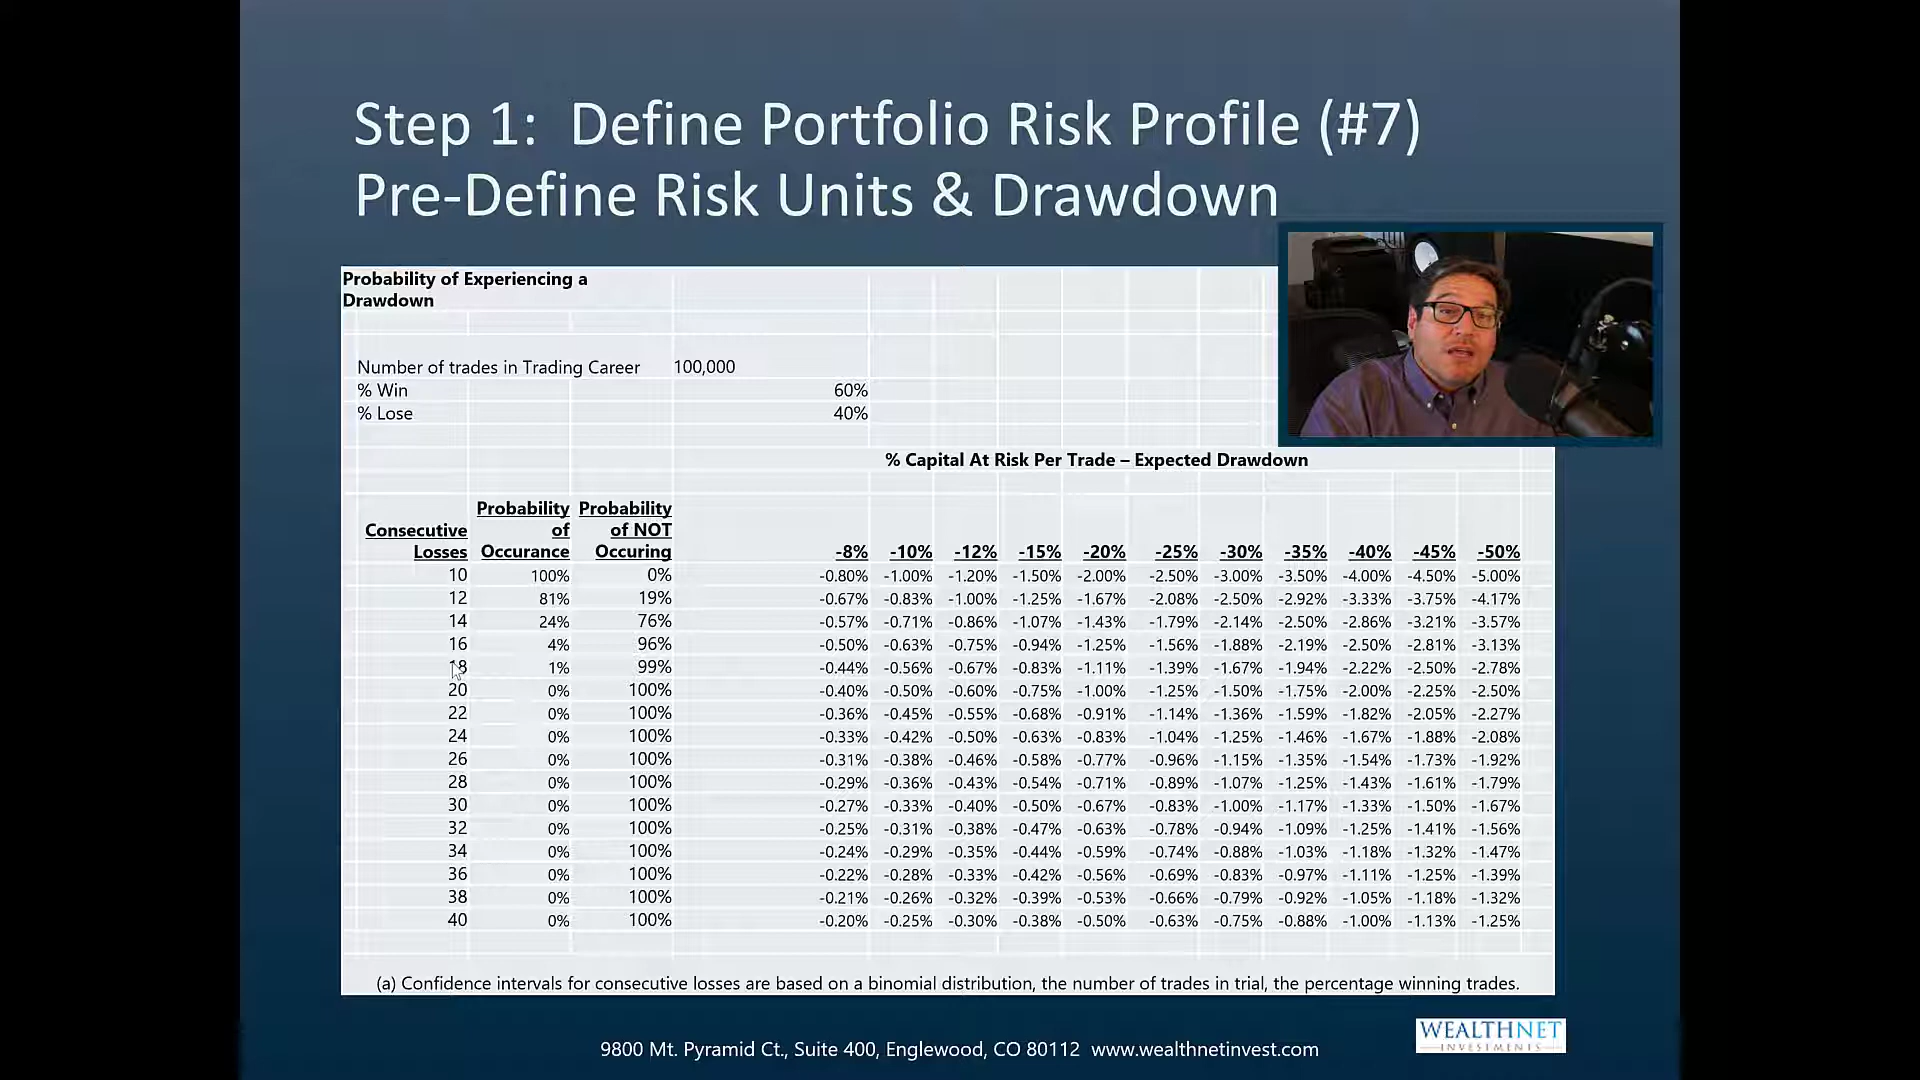 Step 1:  Define Portfolio Risk Profile (#7)
Pre-Define Risk Units & Drawdown
Probability of Experiencing a
Drawdown
Number of trades in Trading Career 100,000
% Win 60%
% Lose 40%
% Capital At Risk Per Trade – Expected Drawdown
Probability Probability
Consecutive of of NOT
Losses Occurance Occuring -8% -10% -12% -15% -20% -25% -30% -35% -40% -45% -50%
10 100% 0% -0.80% -1.00% -1.20% -1.50% -2.00% -2.50% -3.00% -3.50% -4.00% -4.50% -5.00%
12 81% 19% -0.67% -0.83% -1.00% -1.25% -1.67% -2.08% -2.50% -2.92% -3.33% -3.75% -4.17%
14 24% 76% -0.57% -0.71% -0.86% -1.07% -1.43% -1.79% -2.14% -2.50% -2.86% -3.21% -3.57%
16 4% 96% -0.50% -0.63% -0.75% -0.94% -1.25% -1.56% -1.88% -2.19% -2.50% -2.81% -3.13%
18 1% 99% -0.44% -0.56% -0.67% -0.83% -1.11% -1.39% -1.67% -1.94% -2.22% -2.50% -2.78%
20 0% 100% -0.40% -0.50% -0.60% -0.75% -1.00% -1.25% -1.50% -1.75% -2.00% -2.25% -2.50%
22 0% 100% -0.36% -0.45% -0.55% -0.68% -0.91% -1.14% -1.36% -1.59% -1.82% -2.05% -2.27%
24 0% 100% -0.33% -0.42% -0.50% -0.63% -0.83% -1.04% -1.25% -1.46% -1.67% -1.88% -2.08%
26 0% 100% -0.31% -0.38% -0.46% -0.58% -0.77% -0.96% -1.15% -1.35% -1.54% -1.73% -1.92%
28 0% 100% -0.29% -0.36% -0.43% -0.54% -0.71% -0.89% -1.07% -1.25% -1.43% -1.61% -1.79%
30 0% 100% -0.27% -0.33% -0.40% -0.50% -0.67% -0.83% -1.00% -1.17% -1.33% -1.50% -1.67%
32 0% 100% -0.25% -0.31% -0.38% -0.47% -0.63% -0.78% -0.94% -1.09% -1.25% -1.41% -1.56%
34 0% 100% -0.24% -0.29% -0.35% -0.44% -0.59% -0.74% -0.88% -1.03% -1.18% -1.32% -1.47%
36 0% 100% -0.22% -0.28% -0.33% -0.42% -0.56% -0.69% -0.83% -0.97% -1.11% -1.25% -1.39%
38 0% 100% -0.21% -0.26% -0.32% -0.39% -0.53% -0.66% -0.79% -0.92% -1.05% -1.18% -1.32%
40 0% 100% -0.20% -0.25% -0.30% -0.38% -0.50% -0.63% -0.75% -0.88% -1.00% -1.13% -1.25%
(a) Confidence intervals for consecutive losses are based on a binomial distribution, the number of trades in trial, the percentage winning trades.
9800 Mt. Pyramid Ct., Suite 400, Englewood, CO 80112  www.wealthnetinvest.com
WEALTHNET
INVESTMENTS